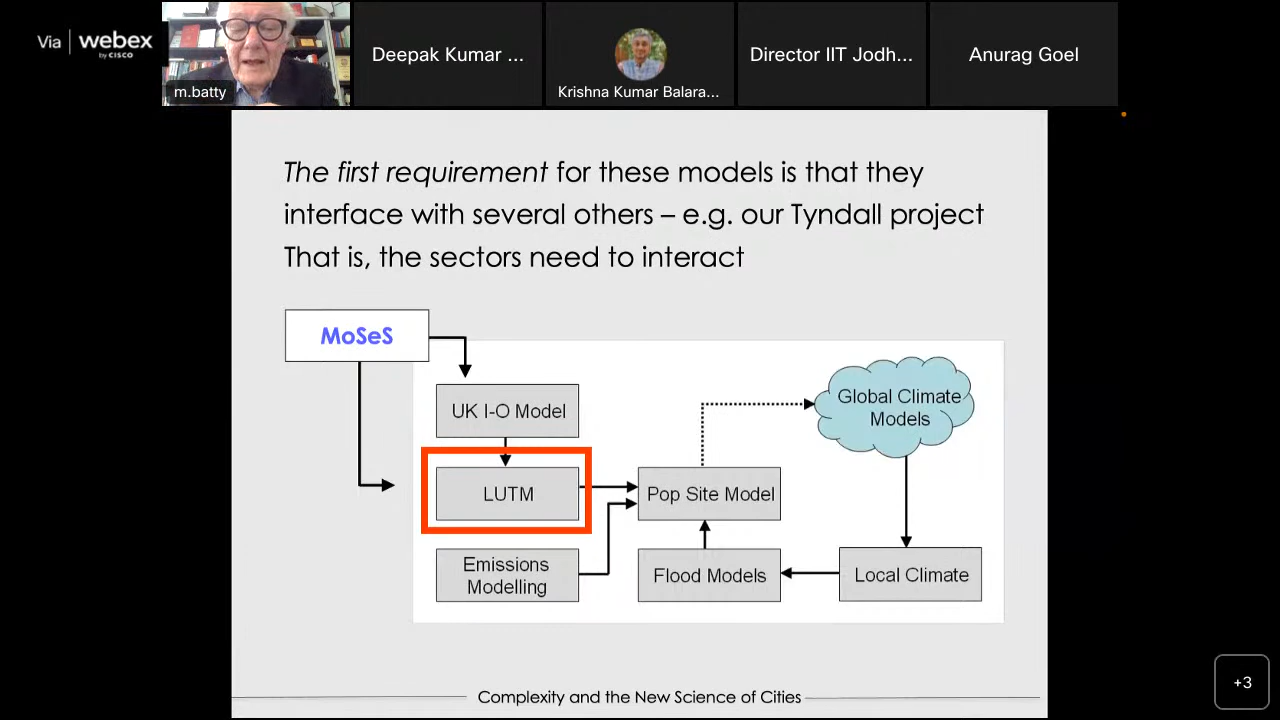 Via webex
by CISCO
m.batty
Deepak Kumar ...
Krishna Kumar Balara...
Director IIT Jodh...
Anurag Goel
The first requirement for these models is that they
interface with several others – e.g. our Tyndall project
That is, the sectors need to interact
MoSeS
UK I-O Model
LUTM
Emissions
Modelling
Pop Site Model
Flood Models
Global Climate
Models
Local Climate
Complexity and the New Science of Cities
+3